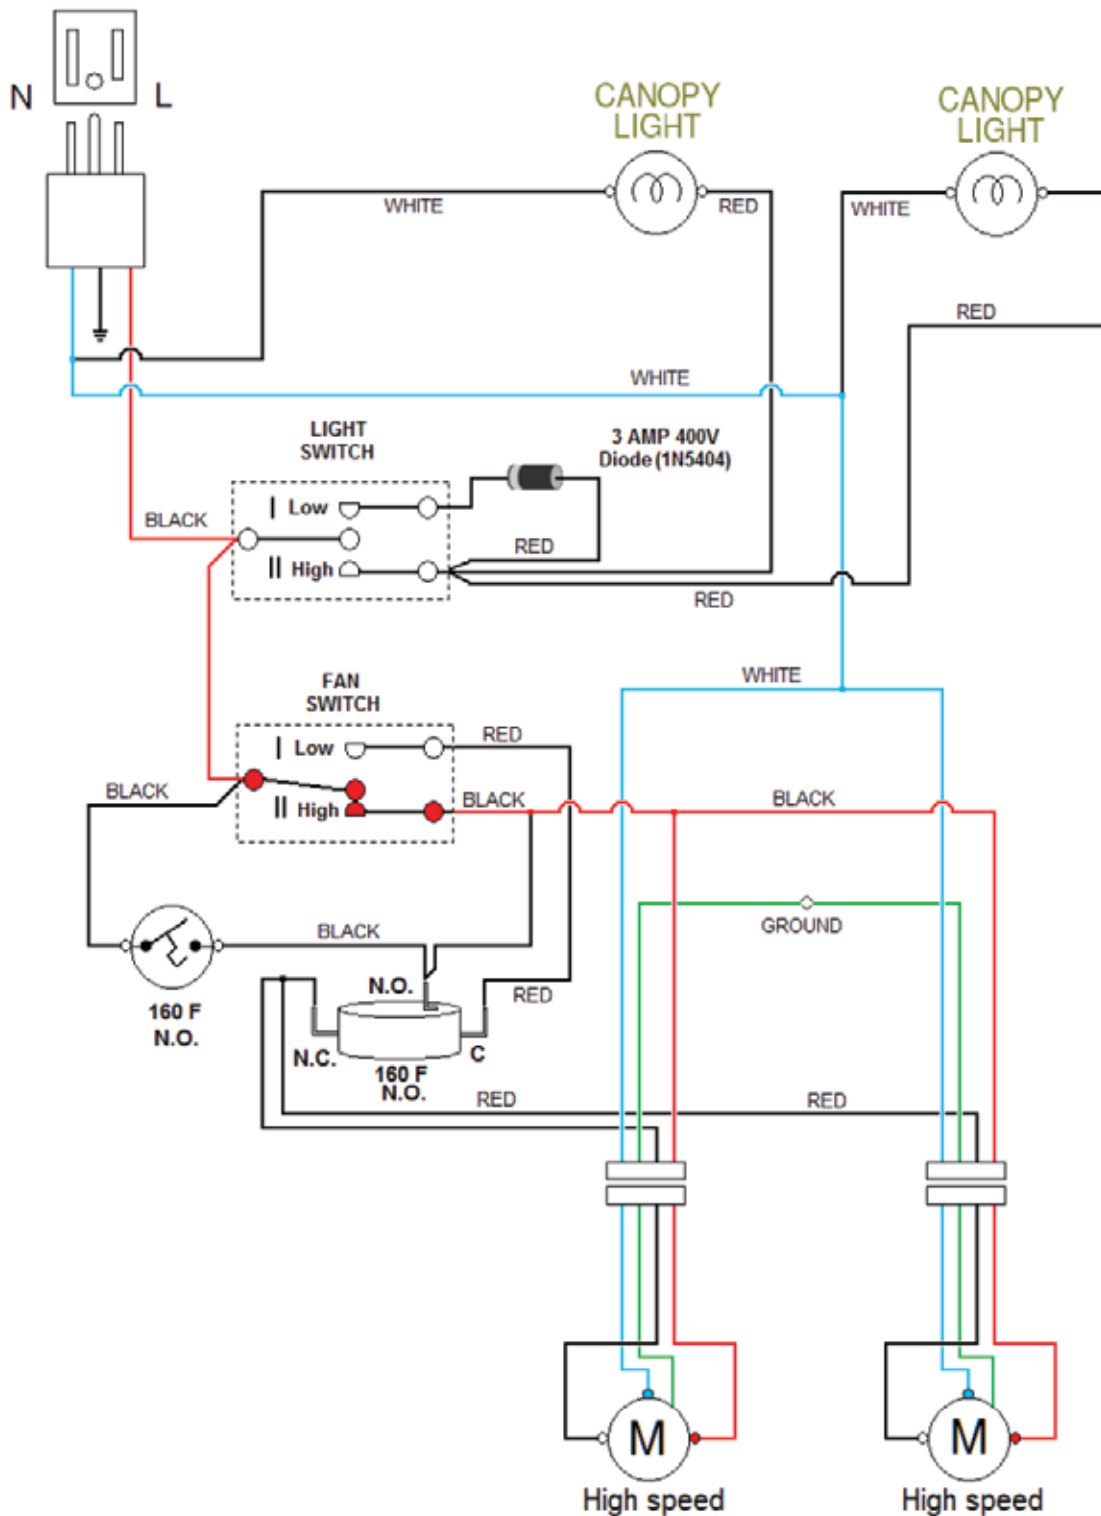 N
L
CANOPY
LIGHT
CANOPY
LIGHT
WHITE
RED
WHITE
RED
WHITE
LIGHT
SWITCH
3 AMP 400V
Diode (1N5404)
I Low
BLACK
RED
II High
RED
FAN
SWITCH
WHITE
I Low
RED
BLACK
II High
BLACK
BLACK
GROUND
BLACK
N.O.
RED
160 F
N.O.
N.C.
C
160 F
N.O.
RED
RED
M
M
High speed
High speed